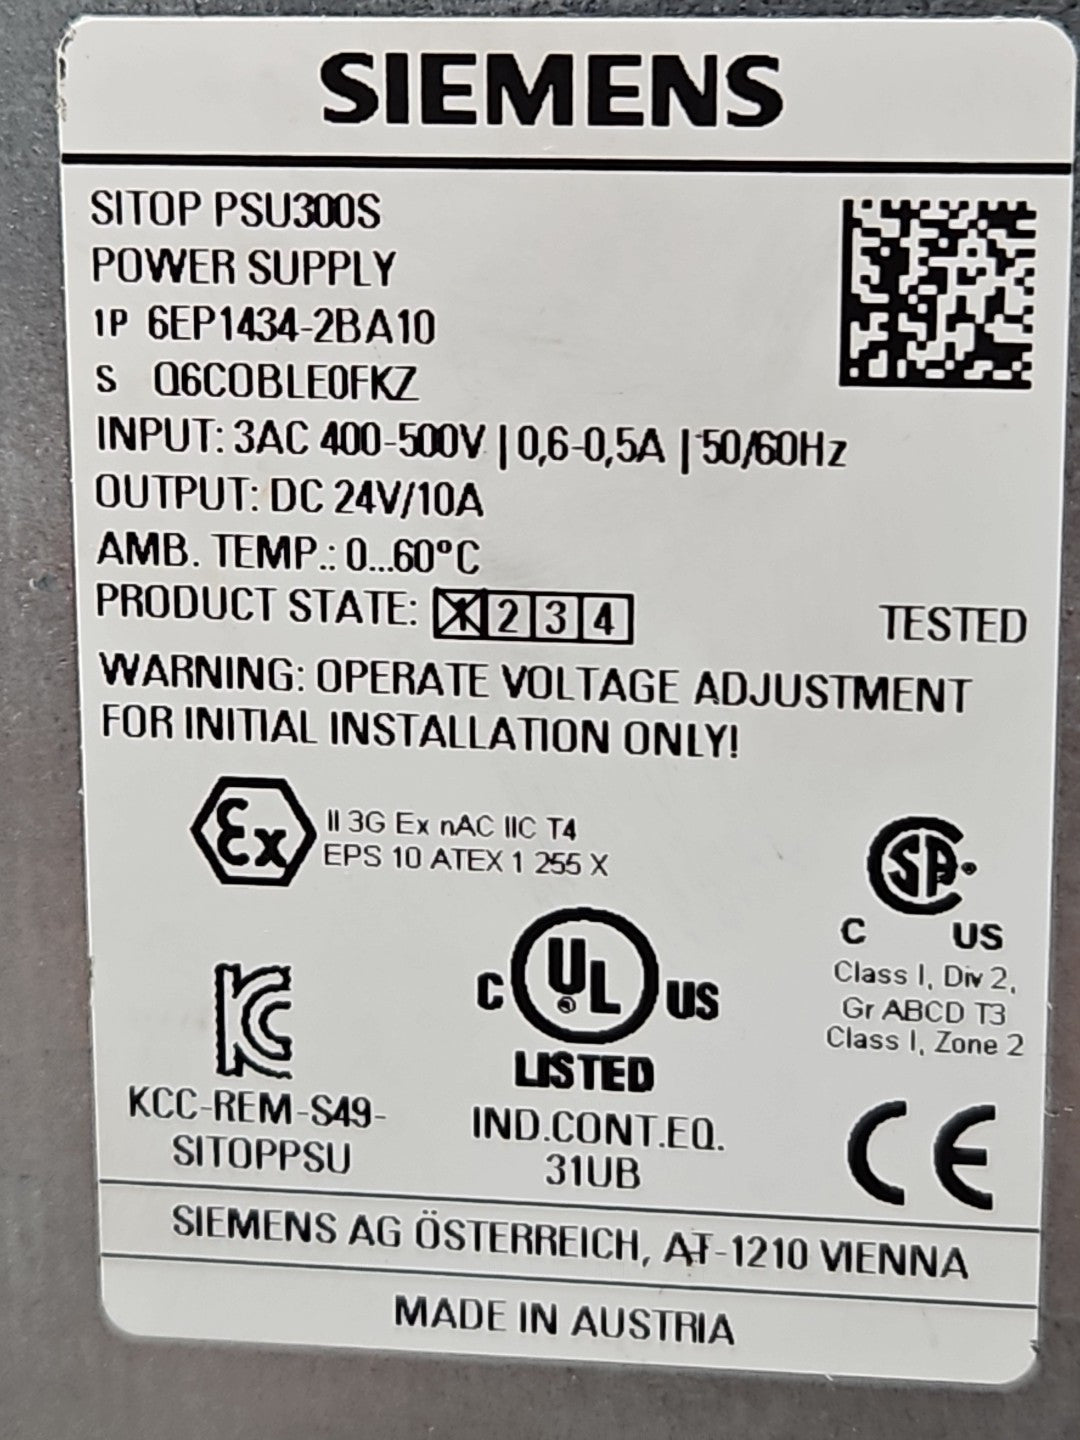 SIEMENS
SITOP PSU300S
POWER SUPPLY
1P 6EP1434-2BA10
S Q6COBLE0FKZ
INPUT: 3AC 400-500V | 0,6-0,5A | 50/60Hz
OUTPUT: DC 24V/10A
AMB. TEMP.: 0...60°C
PRODUCT STATE: X 2 3 4 TESTED
WARNING: OPERATE VOLTAGE ADJUSTMENT
FOR INITIAL INSTALLATION ONLY!
Ex II 3G Ex nAC IIC T4
EPS 10 ATEX 1 255 X
SA
C US
Class I, Div 2,
Gr ABCD T3
Class I, Zone 2
C UL US
LISTED
IND.CONT.EQ.
31UB
KC
KCC-REM-S49-
SITOPPSU
CE
SIEMENS AG ÖSTERREICH, AT-1210 VIENNA
MADE IN AUSTRIA